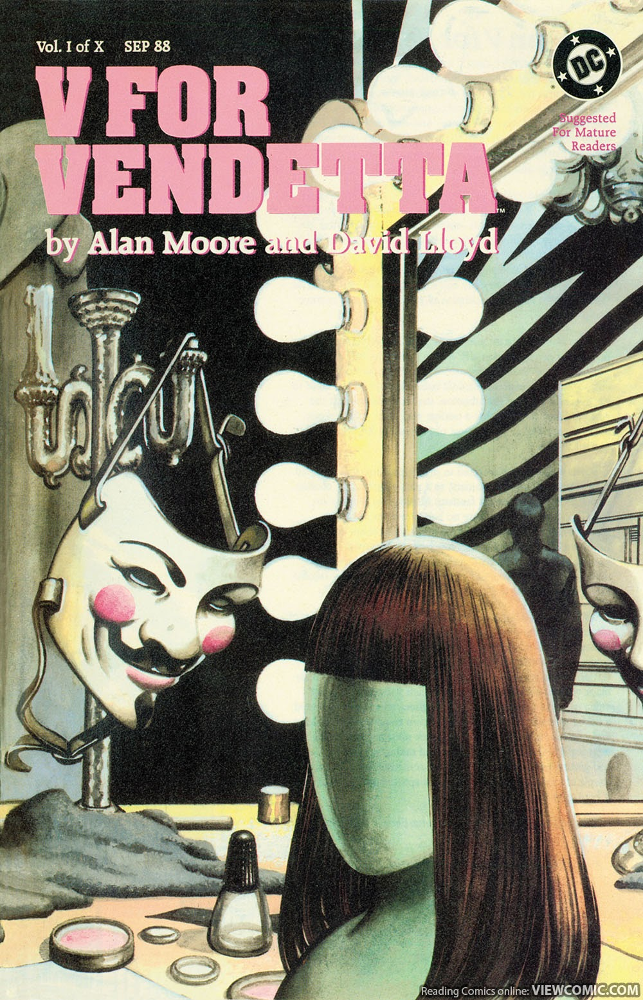 Vol. I of X SEP 88
V FOR
VENDETTA™
by Alan Moore and David Lloyd
DC
®
Suggested
For Mature
Readers
Reading Comics online: VIEWCOMIC.COM